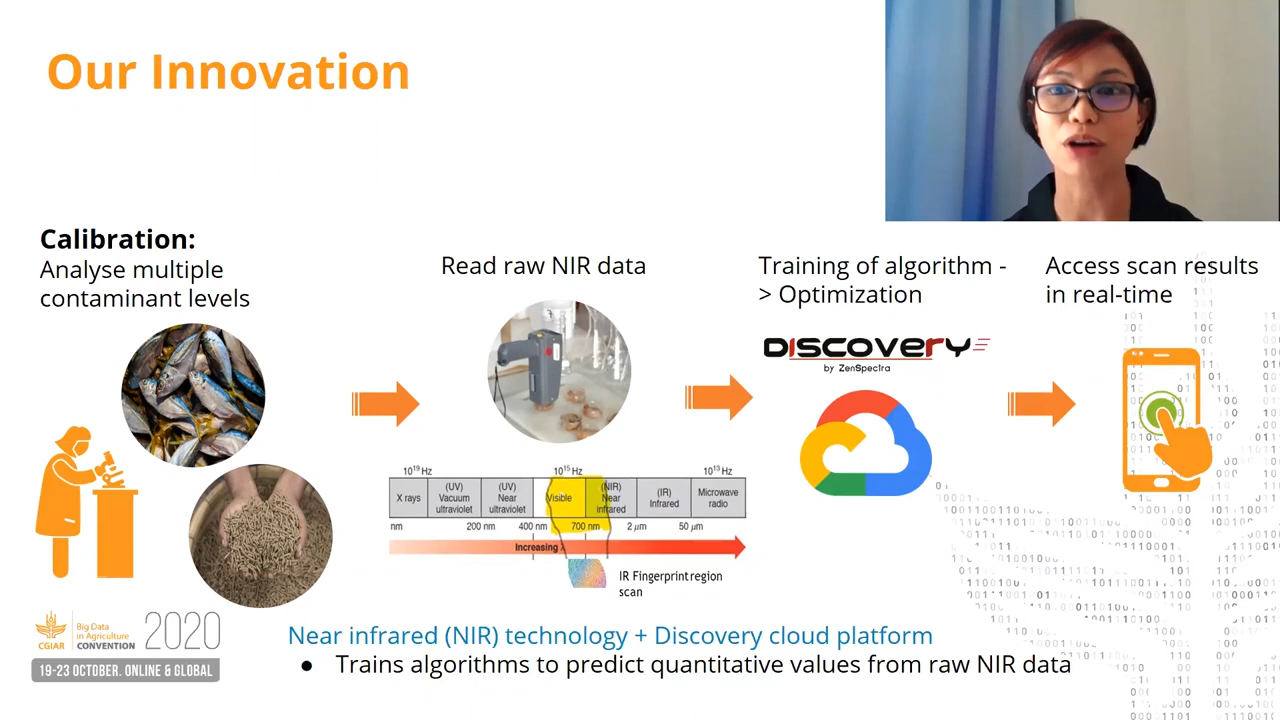 Our Innovation
Calibration:
Analyse multiple
contaminant levels
Read raw NIR data
Training of algorithm -
> Optimization
Access scan results
in real-time
DISCOVERY
by ZenSpectra
10¹⁹ Hz 10¹⁵ Hz 10¹³ Hz
X rays
(UV)
Vacuum
ultraviolet
(UV)
Near
ultraviolet
Visible
(NIR)
Near
infrared
(IR)
Infrared
Microwave
radio
nm 200 nm 400 nm 700 nm 2 μm 50 μm
Increasing λ
IR Fingerprint region
scan
CGIAR
Big Data
in Agriculture
CONVENTION
2020
19-23 OCTOBER. ONLINE & GLOBAL
Near infrared (NIR) technology + Discovery cloud platform
● Trains algorithms to predict quantitative values from raw NIR data